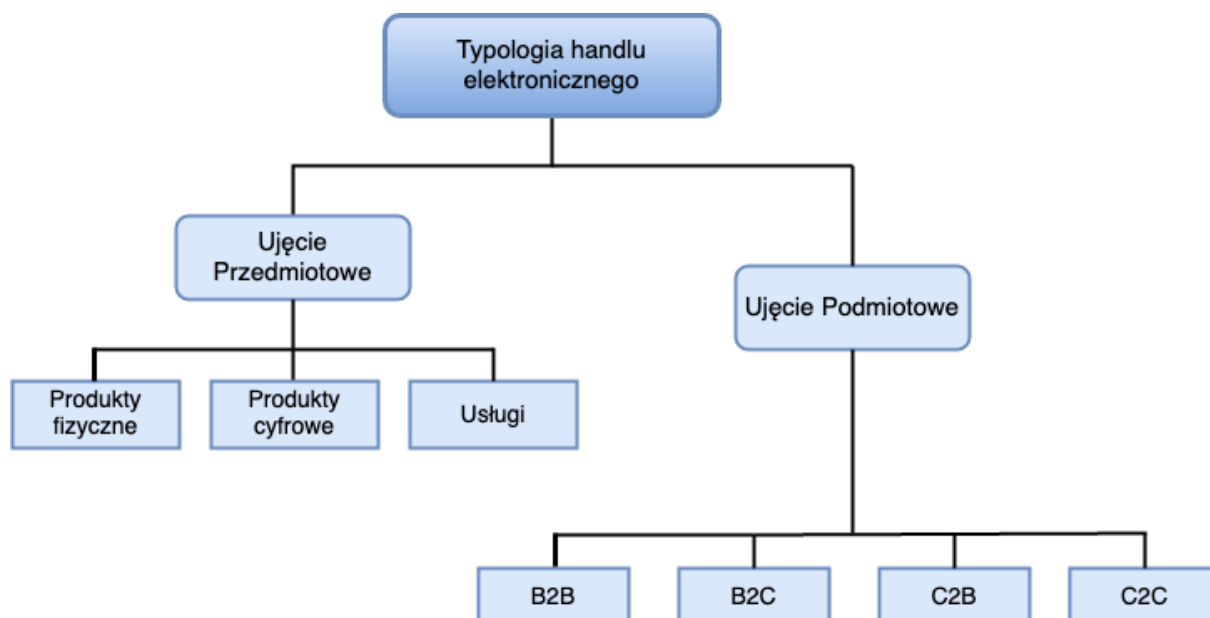 Typologia handlu
elektronicznego
Ujęcie
Przedmiotowe
Ujęcie Podmiotowe
Produkty
fizyczne
Produkty
cyfrowe
Usługi
B2B
B2C
C2B
C2C